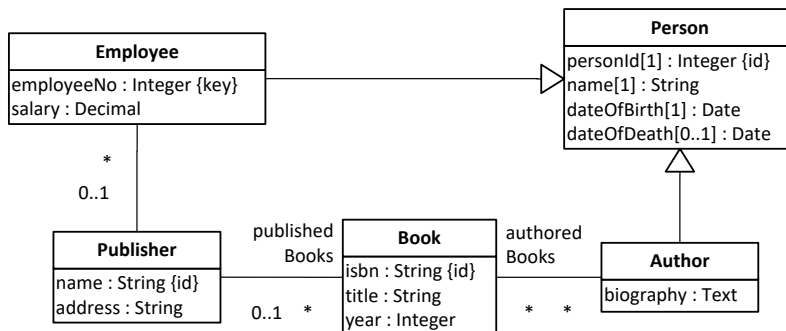 Employee
employeeNo : Integer {key}
salary : Decimal
Person
personId[1] : Integer {id}
name[1] : String
dateOfBirth[1] : Date
dateOfDeath[0..1] : Date
*
0..1
Publisher
name : String {id}
address : String
published
Books
0..1 *
Book
isbn : String {id}
title : String
year : Integer
authored
Books
* *
Author
biography : Text